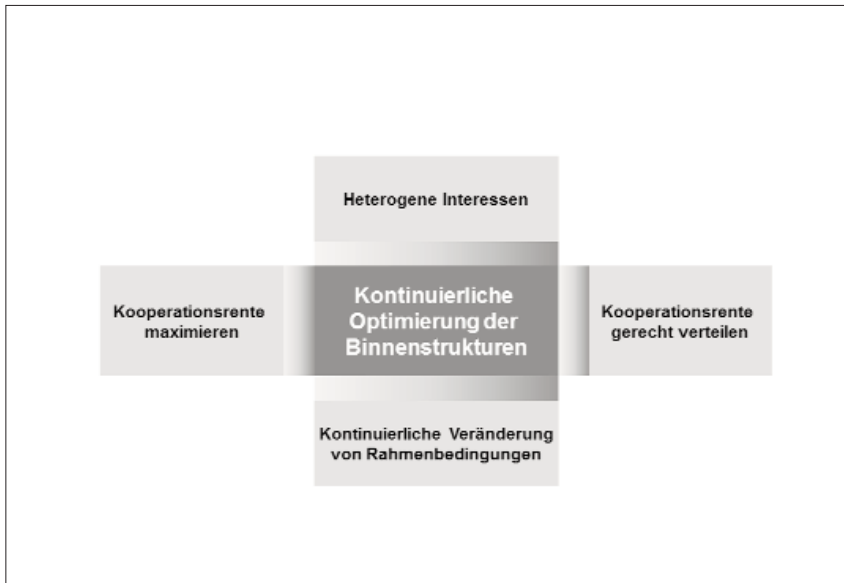 Heterogene Interessen
Kooperationsrente
maximieren
Kontinuierliche
Optimierung der
Binnenstrukturen
Kooperationsrente
gerecht verteilen
Kontinuierliche Veränderung
von Rahmenbedingungen